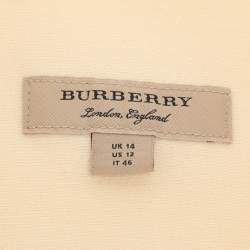 BURBERRY
London, England
UK 14
US 12
IT 46